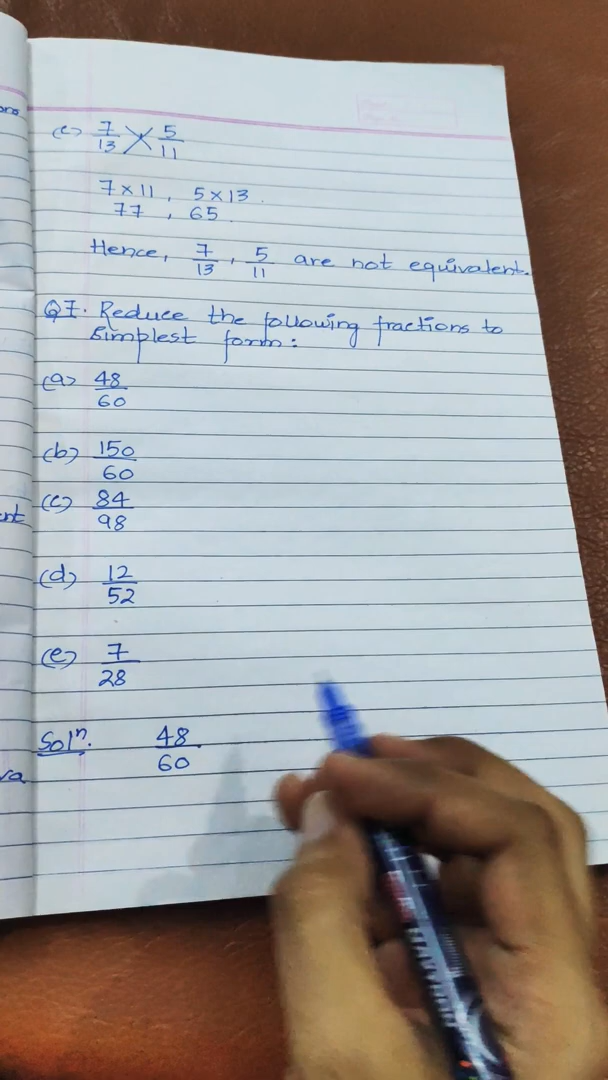 (c) 7/13 ╳ 5/11
7 × 11 , 5 × 13 .
77 , 65 .
Hence, 7/13 , 5/11 are not equivalent.
Q7. Reduce the following fractions to
simplest form:
(a) 48/60
(b) 150/60
(c) 84/98
(d) 12/52
(e) 7/28
Solⁿ. 48/60